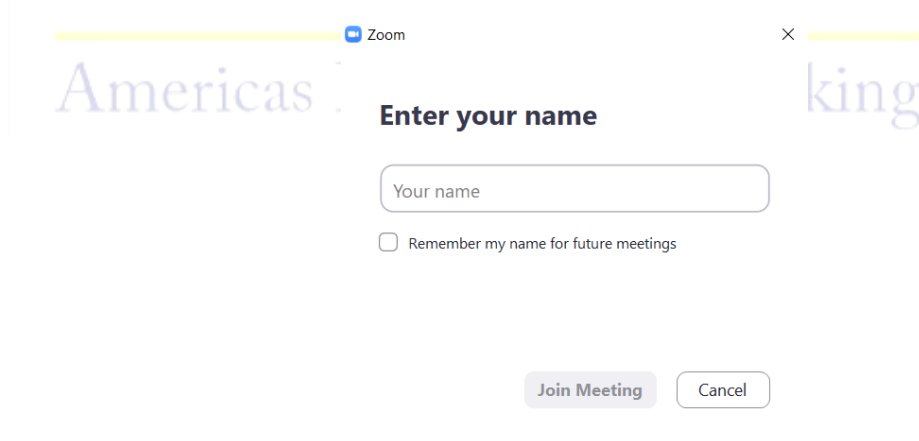 Zoom
Americas
king
Enter your name
Your name
Remember my name for future meetings
Join Meeting
Cancel